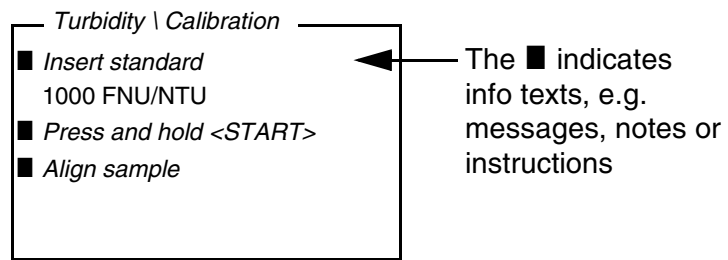 Turbidity \ Calibration
■ Insert standard
1000 FNU/NTU
■ Press and hold <START>
■ Align sample
The ■ indicates
info texts, e.g.
messages, notes or
instructions